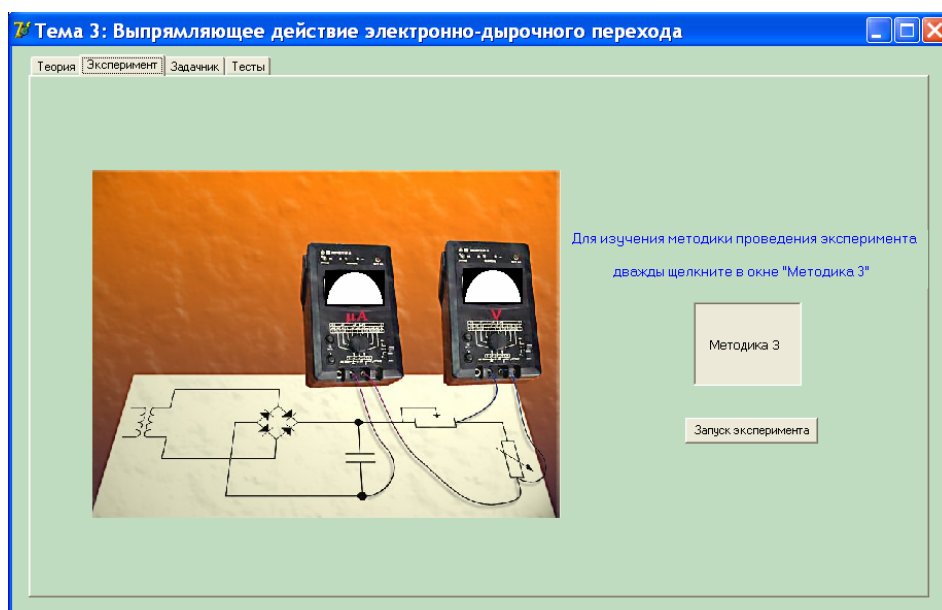 Тема 3: Выпрямляющее действие электронно-дырочного перехода
Теория Эксперимент Задачник Тесты
Для изучения методики проведения эксперимента
дважды щелкните в окне "Методика 3"
μA
V
Методика 3
Запуск эксперимента